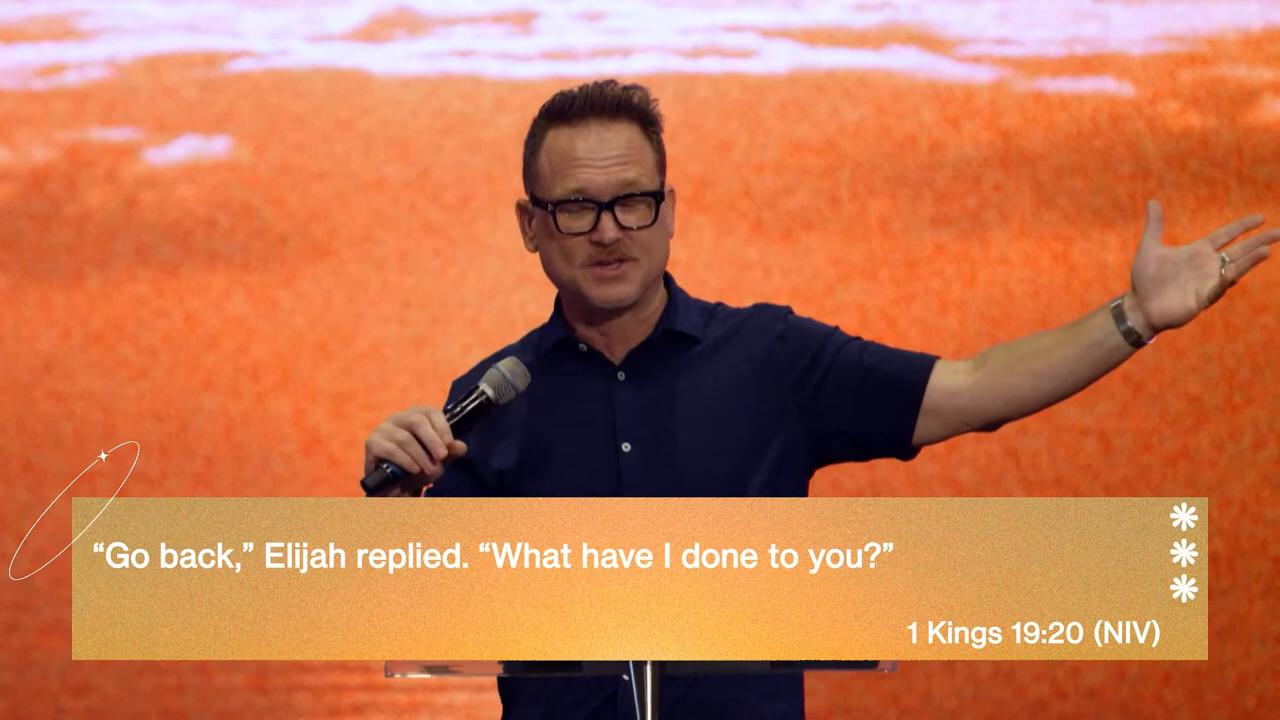 “Go back,” Elijah replied. “What have I done to you?”
1 Kings 19:20 (NIV)